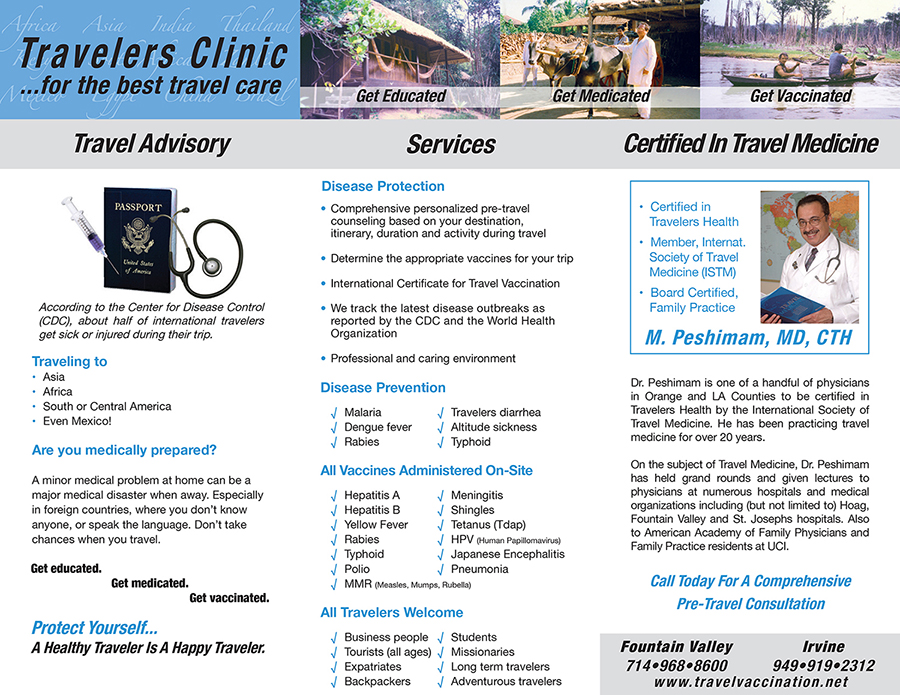 Africa Asia India Thailand
Travelers Clinic
...for the best travel care
Mexico Egypt China Brazil
Get Educated
Get Medicated
Get Vaccinated
Travel Advisory
PASSPORT
United States
of America
According to the Center for Disease Control
(CDC), about half of international travelers
get sick or injured during their trip.
Traveling to
• Asia
• Africa
• South or Central America
• Even Mexico!
Are you medically prepared?
A minor medical problem at home can be a
major medical disaster when away. Especially
in foreign countries, where you don't know
anyone, or speak the language. Don't take
chances when you travel.
Get educated.
Get medicated.
Get vaccinated.
Protect Yourself...
A Healthy Traveler Is A Happy Traveler.
Services
Disease Protection
• Comprehensive personalized pre-travel
counseling based on your destination,
itinerary, duration and activity during travel
• Determine the appropriate vaccines for your trip
• International Certificate for Travel Vaccination
• We track the latest disease outbreaks as
reported by the CDC and the World Health
Organization
• Professional and caring environment
Disease Prevention
√ Malaria
√ Dengue fever
√ Rabies
√ Travelers diarrhea
√ Altitude sickness
√ Typhoid
All Vaccines Administered On-Site
√ Hepatitis A
√ Hepatitis B
√ Yellow Fever
√ Rabies
√ Typhoid
√ Polio
√ MMR (Measles, Mumps, Rubella)
√ Meningitis
√ Shingles
√ Tetanus (Tdap)
√ HPV (Human Papillomavirus)
√ Japanese Encephalitis
√ Pneumonia
All Travelers Welcome
√ Business people
√ Tourists (all ages)
√ Expatriates
√ Backpackers
√ Students
√ Missionaries
√ Long term travelers
√ Adventurous travelers
Certified In Travel Medicine
• Certified in
Travelers Health
• Member, Internat.
Society of Travel
Medicine (ISTM)
• Board Certified,
Family Practice
M. Peshimam, MD, CTH
Dr. Peshimam is one of a handful of physicians
in Orange and LA Counties to be certified in
Travelers Health by the International Society of
Travel Medicine. He has been practicing travel
medicine for over 20 years.
On the subject of Travel Medicine, Dr. Peshimam
has held grand rounds and given lectures to
physicians at numerous hospitals and medical
organizations including (but not limited to) Hoag,
Fountain Valley and St. Josephs hospitals. Also
to American Academy of Family Physicians and
Family Practice residents at UCI.
Call Today For A Comprehensive
Pre-Travel Consultation
Fountain Valley
714•968•8600
Irvine
949•919•2312
www.travelvaccination.net